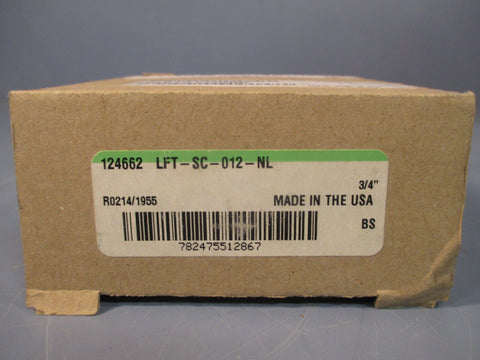 124662 LFT-SC-012-NL
3/4"
R0214/1955 MADE IN THE USA
BS
782475512867